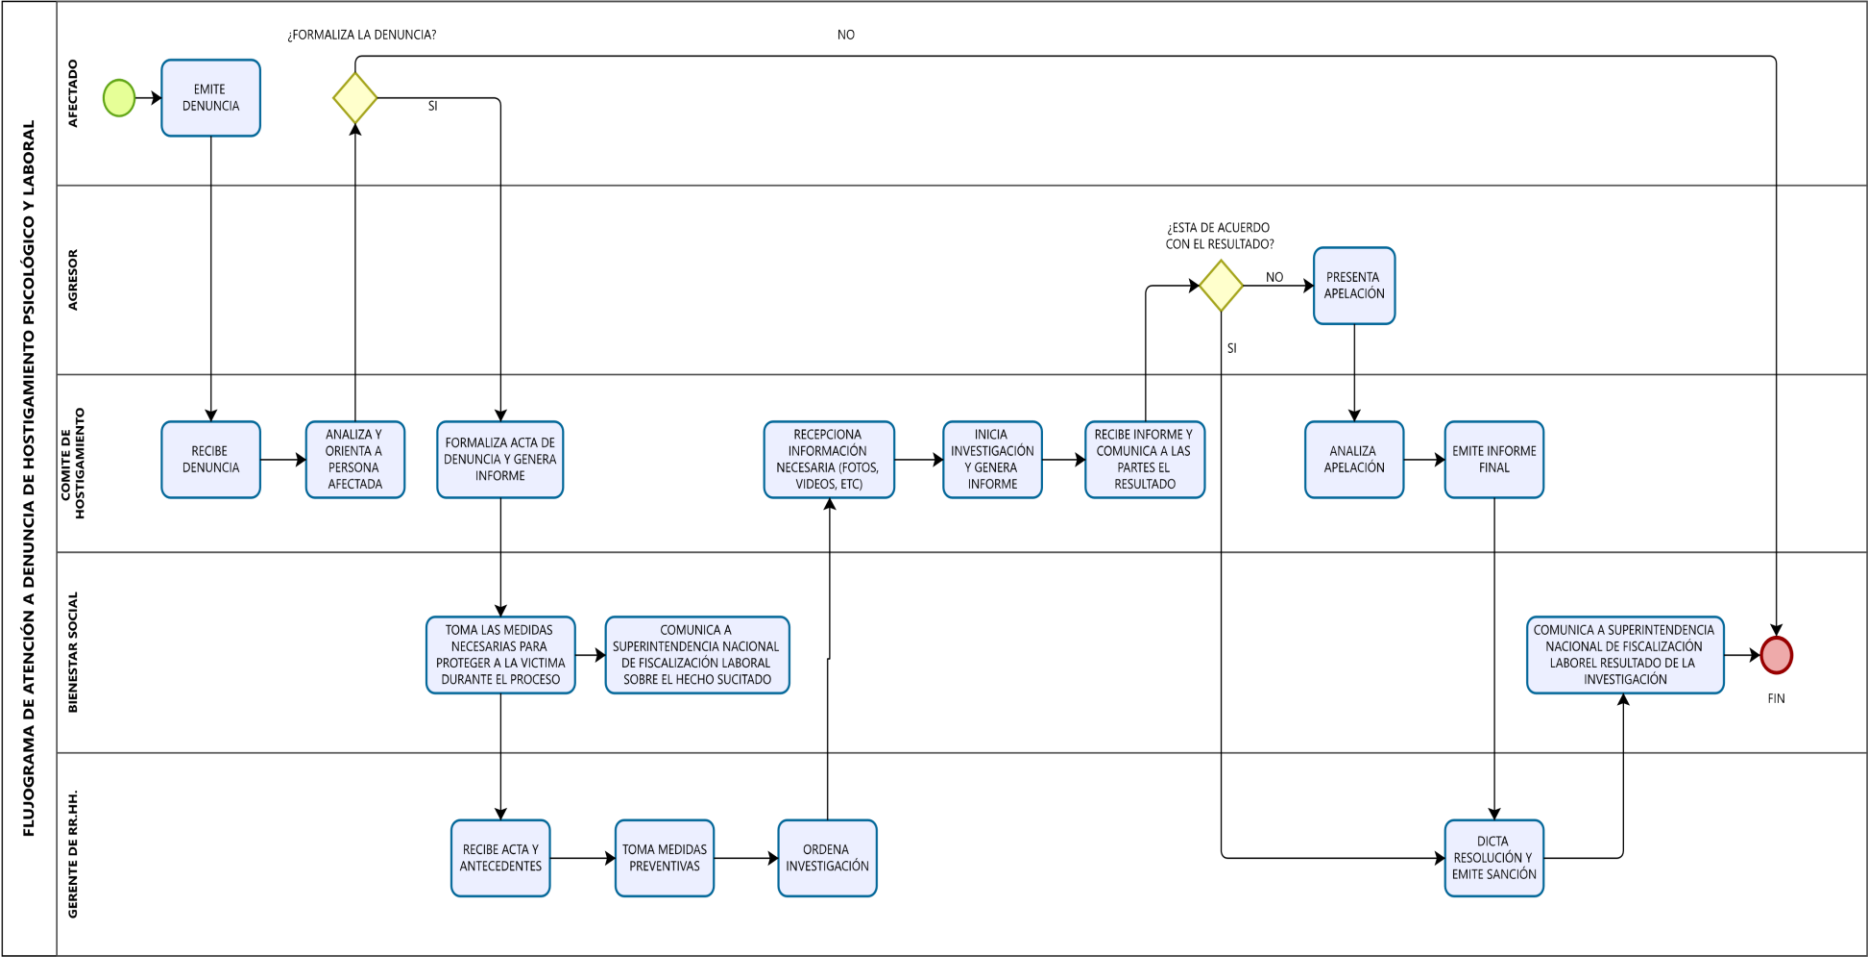 FLUJOGRAMA DE ATENCIÓN A DENUNCIA DE HOSTIGAMIENTO PSICOLÓGICO Y LABORAL
AFECTADO
EMITE
DENUNCIA
¿FORMALIZA LA DENUNCIA?
SI
NO
AGRESOR
¿ESTA DE ACUERDO
CON EL RESULTADO?
NO
SI
PRESENTA
APELACIÓN
COMITE DE
HOSTIGAMIENTO
RECIBE
DENUNCIA
ANALIZA Y
ORIENTA A
PERSONA
AFECTADA
FORMALIZA ACTA DE
DENUNCIA Y GENERA
INFORME
RECEPCIONA
INFORMACIÓN
NECESARIA (FOTOS,
VIDEOS, ETC)
INICIA
INVESTIGACIÓN
Y GENERA
INFORME
RECIBE INFORME Y
COMUNICA A LAS
PARTES EL
RESULTADO
ANALIZA
APELACIÓN
EMITE INFORME
FINAL
BIENESTAR SOCIAL
TOMA LAS MEDIDAS
NECESARIAS PARA
PROTEGER A LA VICTIMA
DURANTE EL PROCESO
COMUNICA A
SUPERINTENDENCIA NACIONAL
DE FISCALIZACIÓN LABORAL
SOBRE EL HECHO SUCITADO
COMUNICA A SUPERINTENDENCIA
NACIONAL DE FISCALIZACIÓN
LABOREL RESULTADO DE LA
INVESTIGACIÓN
FIN
GERENTE DE RR.HH.
RECIBE ACTA Y
ANTECEDENTES
TOMA MEDIDAS
PREVENTIVAS
ORDENA
INVESTIGACIÓN
DICTA
RESOLUCIÓN Y
EMITE SANCIÓN